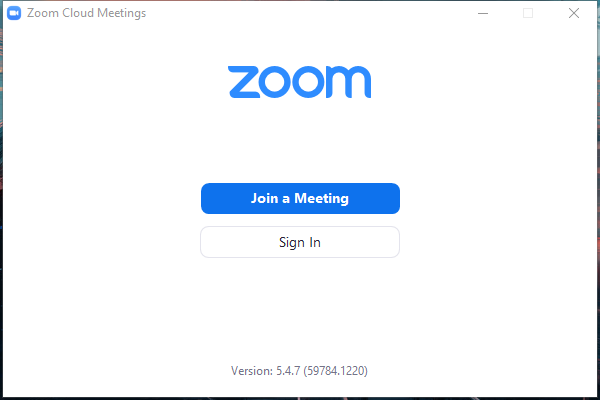 Zoom Cloud Meetings
zoom
Join a Meeting
Sign In
Version: 5.4.7 (59784.1220)